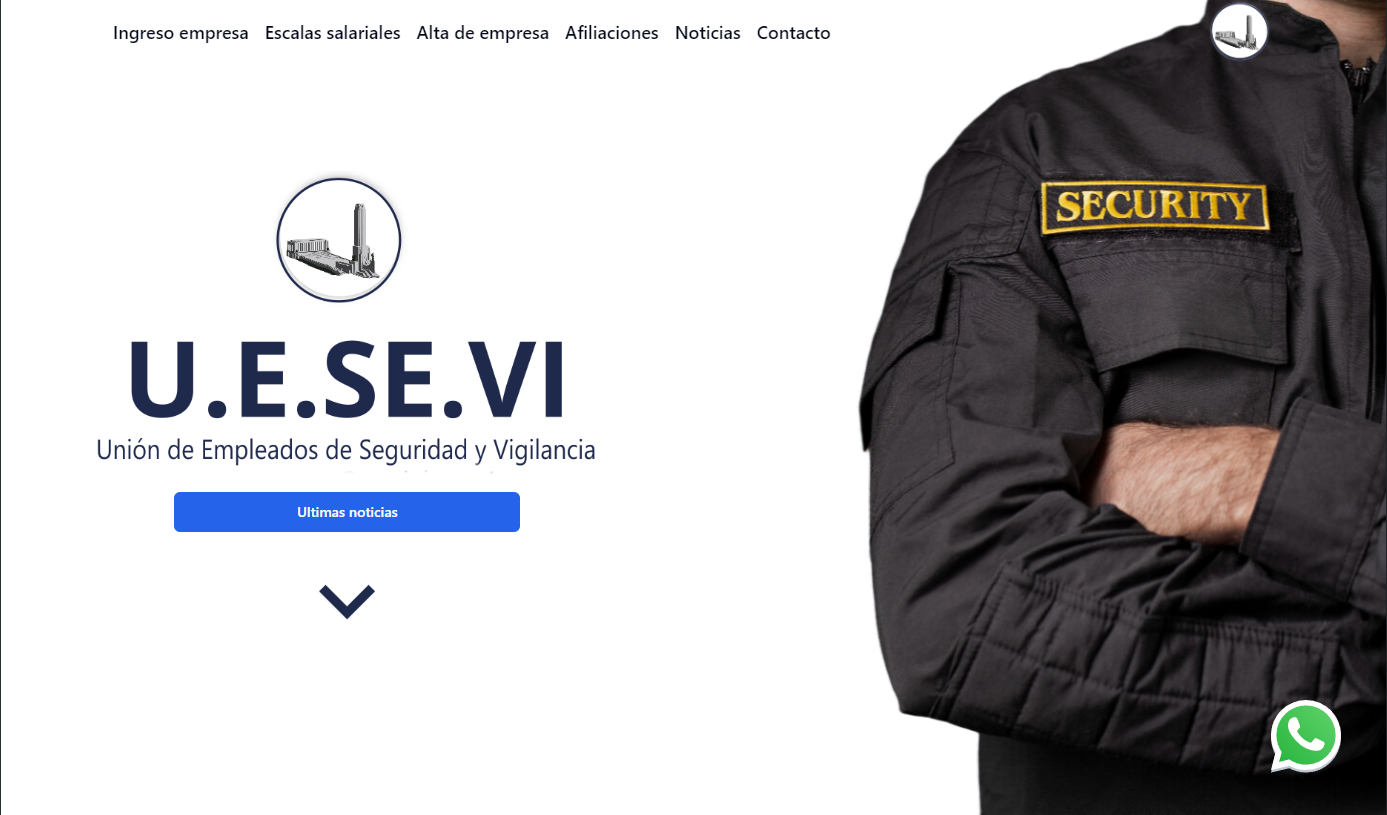 Ingreso empresa Escalas salariales Alta de empresa Afiliaciones Noticias Contacto
SECURITY
U.E.SE.VI
Unión de Empleados de Seguridad y Vigilancia
Ultimas noticias